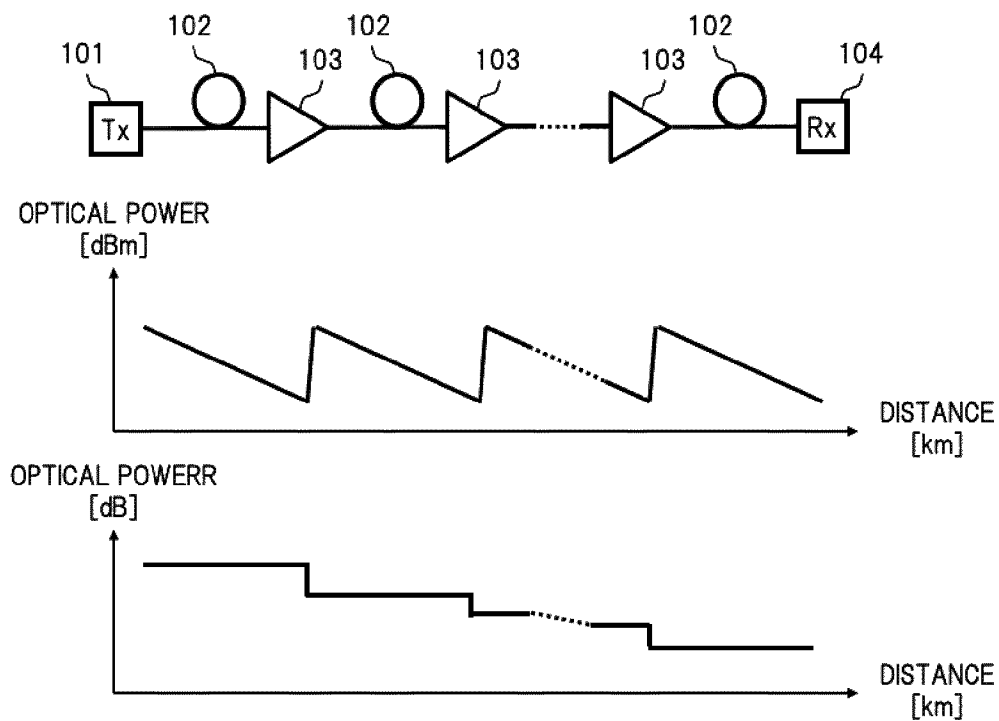 102
102
102
101
103
103
103
104
Tx
Rx
OPTICAL POWER
[dBm]
DISTANCE
[km]
OPTICAL POWERR
[dB]
DISTANCE
[km]